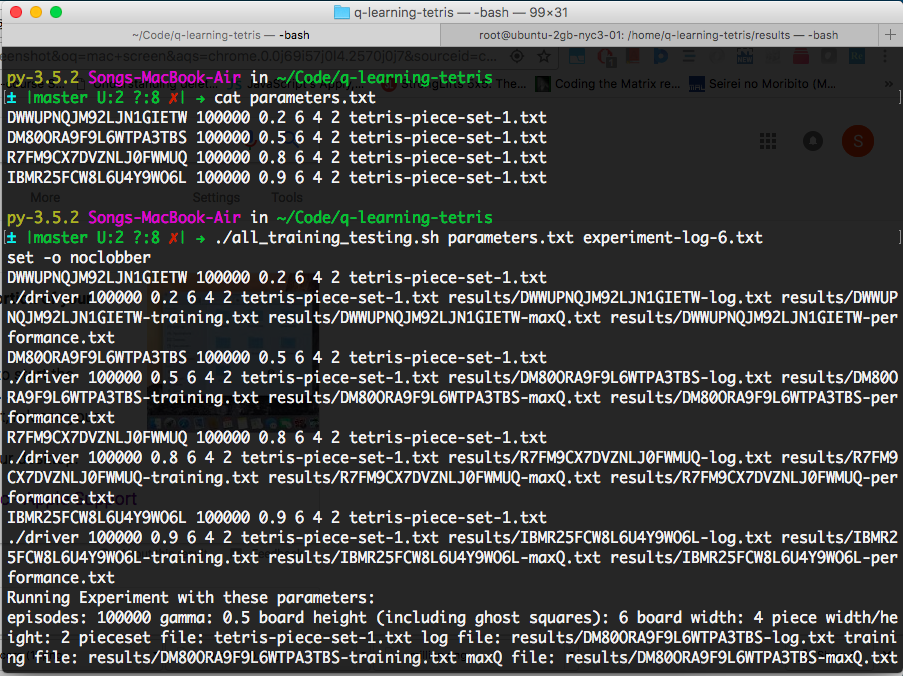 q-learning-tetris — -bash — 99×31
~/Code/q-learning-tetris — -bash
root@ubuntu-2gb-nyc3-01: /home/q-learning-tetris/results — -bash
py-3.5.2 Songs-MacBook-Air in ~/Code/q-learning-tetris
[± |master U:2 ?:8 ✗| → cat parameters.txt ]
DWWUPNQJM92LJN1GIETW 100000 0.2 6 4 2 tetris-piece-set-1.txt
DM80ORA9F9L6WTPA3TBS 100000 0.5 6 4 2 tetris-piece-set-1.txt
R7FM9CX7DVZNLJ0FWMUQ 100000 0.8 6 4 2 tetris-piece-set-1.txt
IBMR25FCW8L6U4Y9WO6L 100000 0.9 6 4 2 tetris-piece-set-1.txt
More Settings Tools
py-3.5.2 Songs-MacBook-Air in ~/Code/q-learning-tetris
[± |master U:2 ?:8 ✗| → ./all_training_testing.sh parameters.txt experiment-log-6.txt ]
set -o noclobber
DWWUPNQJM92LJN1GIETW 100000 0.2 6 4 2 tetris-piece-set-1.txt
./driver 100000 0.2 6 4 2 tetris-piece-set-1.txt results/DWWUPNQJM92LJN1GIETW-log.txt results/DWWUP
NQJM92LJN1GIETW-training.txt results/DWWUPNQJM92LJN1GIETW-maxQ.txt results/DWWUPNQJM92LJN1GIETW-per
formance.txt
DM80ORA9F9L6WTPA3TBS 100000 0.5 6 4 2 tetris-piece-set-1.txt
./driver 100000 0.5 6 4 2 tetris-piece-set-1.txt results/DM80ORA9F9L6WTPA3TBS-log.txt results/DM80O
RA9F9L6WTPA3TBS-training.txt results/DM80ORA9F9L6WTPA3TBS-maxQ.txt results/DM80ORA9F9L6WTPA3TBS-per
formance.txt
R7FM9CX7DVZNLJ0FWMUQ 100000 0.8 6 4 2 tetris-piece-set-1.txt
./driver 100000 0.8 6 4 2 tetris-piece-set-1.txt results/R7FM9CX7DVZNLJ0FWMUQ-log.txt results/R7FM9
CX7DVZNLJ0FWMUQ-training.txt results/R7FM9CX7DVZNLJ0FWMUQ-maxQ.txt results/R7FM9CX7DVZNLJ0FWMUQ-per
formance.txt
IBMR25FCW8L6U4Y9WO6L 100000 0.9 6 4 2 tetris-piece-set-1.txt
./driver 100000 0.9 6 4 2 tetris-piece-set-1.txt results/IBMR25FCW8L6U4Y9WO6L-log.txt results/IBMR2
5FCW8L6U4Y9WO6L-training.txt results/IBMR25FCW8L6U4Y9WO6L-maxQ.txt results/IBMR25FCW8L6U4Y9WO6L-per
formance.txt
Running Experiment with these parameters:
episodes: 100000 gamma: 0.5 board height (including ghost squares): 6 board width: 4 piece width/he
ight: 2 pieceset file: tetris-piece-set-1.txt log file: results/DM80ORA9F9L6WTPA3TBS-log.txt traini
ng file: results/DM80ORA9F9L6WTPA3TBS-training.txt maxQ file: results/DM80ORA9F9L6WTPA3TBS-maxQ.txt